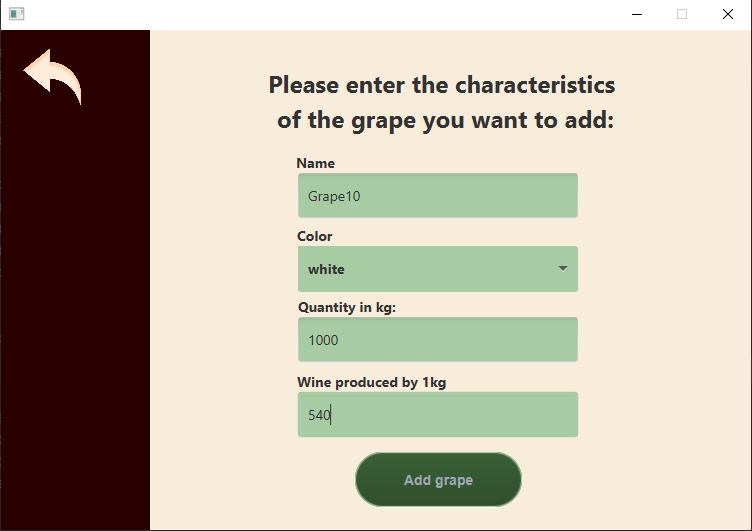 Please enter the characteristics
of the grape you want to add:
Name
Grape10
Color
white
Quantity in kg:
1000
Wine produced by 1kg
540
Add grape